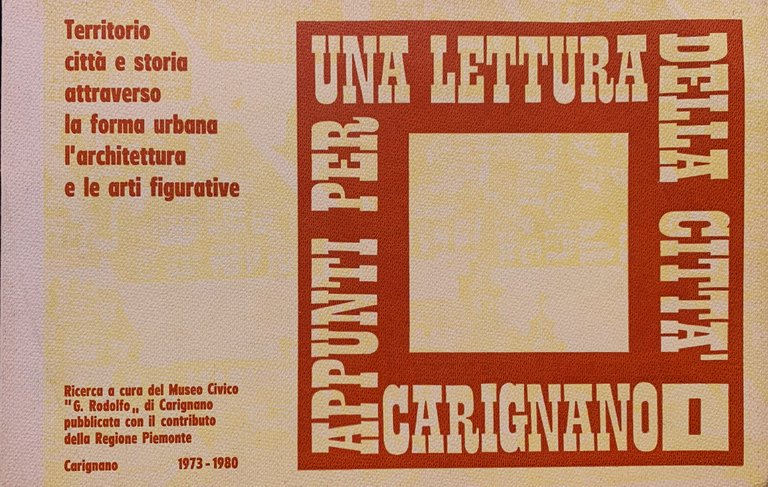 Territorio
città e storia
attraverso
la forma urbana
l'architettura
e le arti figurative
Ricerca a cura del Museo Civico
"G. Rodolfo„ di Carignano
pubblicata con il contributo
della Regione Piemonte
Carignano 1973-1980
APPUNTI PER
UNA LETTURA
DELLA CITTA'
CARIGNANO